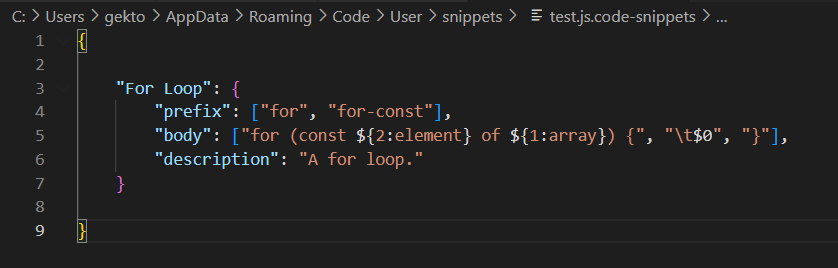 C: > Users > gekto > AppData > Roaming > Code > User > snippets > test.js.code-snippets > ...
1 {
2
3     "For Loop": {
4         "prefix": ["for", "for-const"],
5         "body": ["for (const ${2:element} of ${1:array}) {", "\t$0", "}"],
6         "description": "A for loop."
7     }
8
9 }